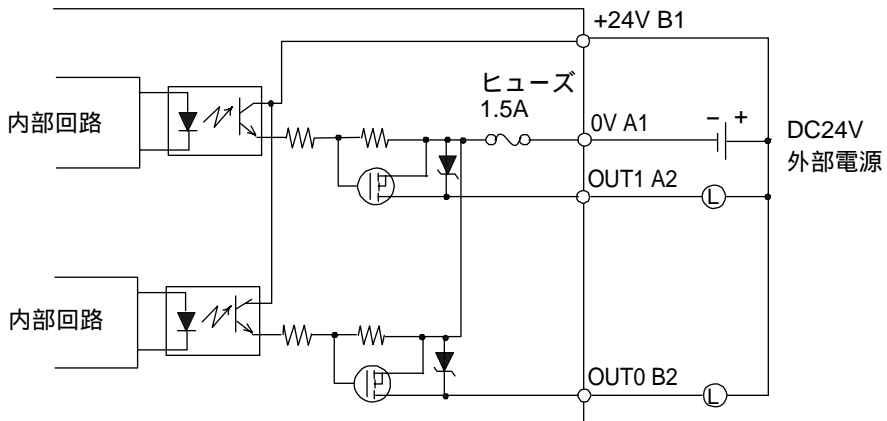 +24V B1
ヒューズ
1.5A
内部回路
0V A1
− +
DC24V
外部電源
OUT1 A2
L
内部回路
OUT0 B2
L